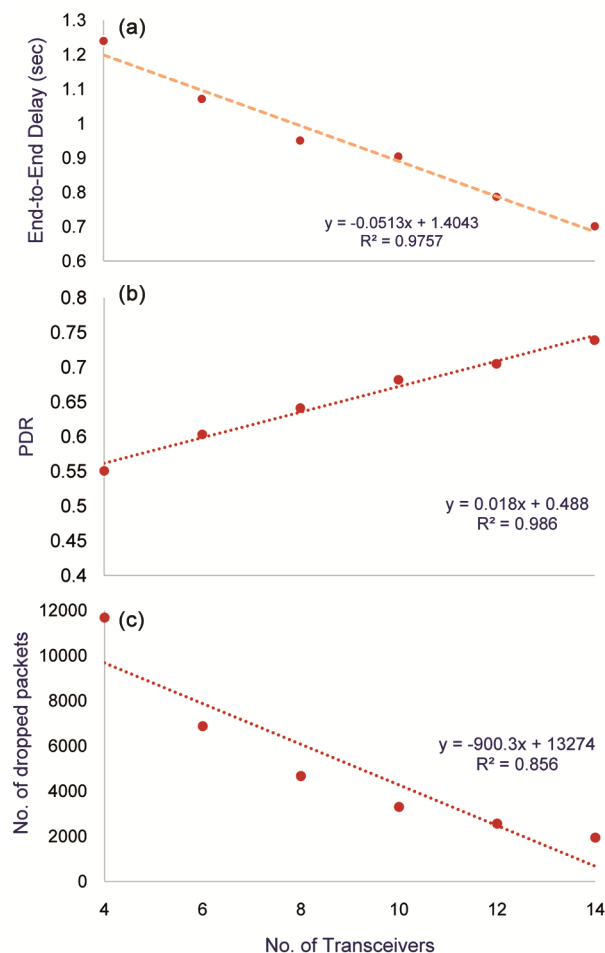 (a)
End-to-End Delay (sec)
1.3
1.2
1.1
1
0.9
0.8
0.7
0.6
y = -0.0513x + 1.4043
R² = 0.9757
(b)
PDR
0.8
0.75
0.7
0.65
0.6
0.55
0.5
0.45
0.4
y = 0.018x + 0.488
R² = 0.986
(c)
No. of dropped packets
12000
10000
8000
6000
4000
2000
0
y = -900.3x + 13274
R² = 0.856
4 6 8 10 12 14
No. of Transceivers